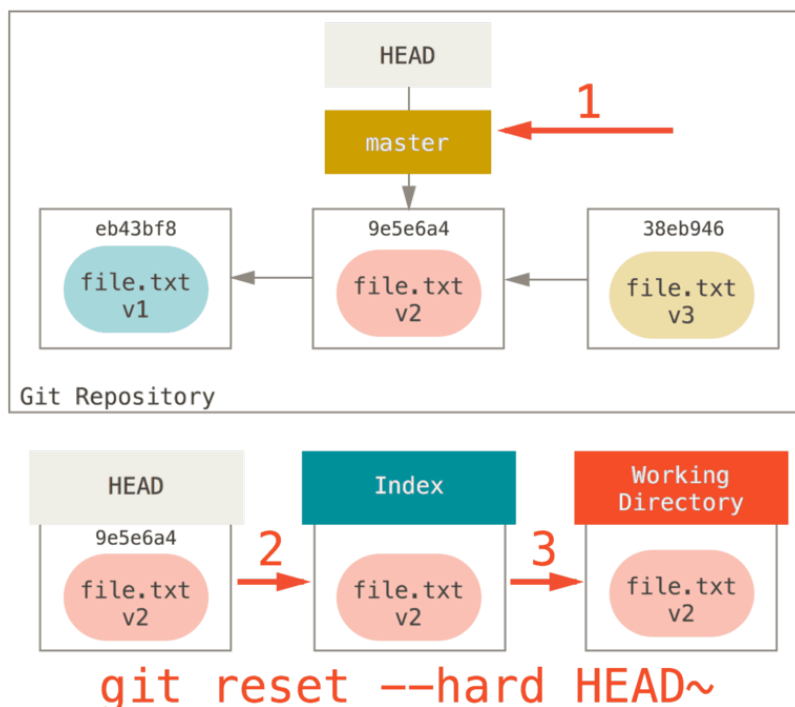 HEAD
1
master
eb43bf8
9e5e6a4
38eb946
file.txt
v1
file.txt
v2
file.txt
v3
Git Repository
HEAD
Index
Working
Directory
9e5e6a4
2
3
file.txt
v2
file.txt
v2
file.txt
v2
git reset --hard HEAD~